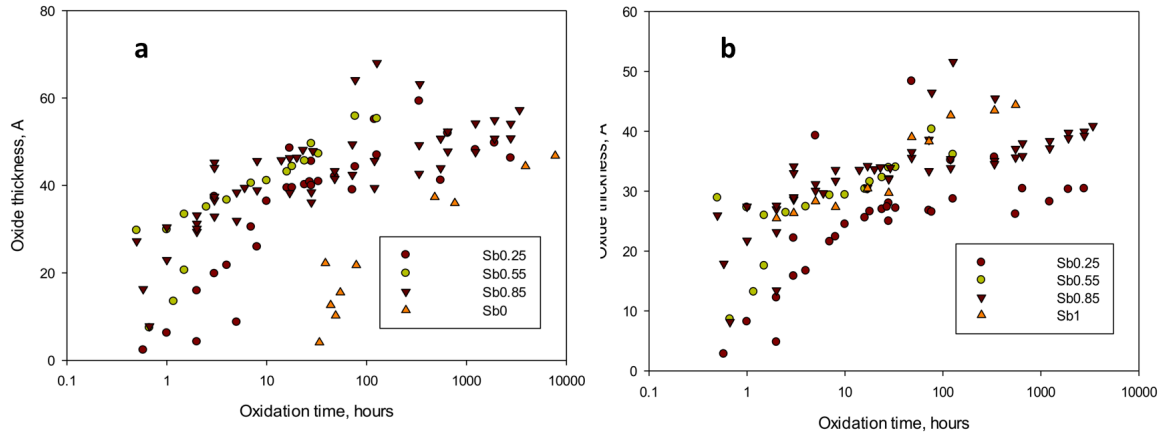 80
60
40
20
0
a
Oxide thickness, A
Sb0.25
Sb0.55
Sb0.85
Sb0
0.1 1 10 100 1000 10000
Oxidation time, hours
60
50
40
30
20
10
0
b
Oxide thickness, A
Sb0.25
Sb0.55
Sb0.85
Sb1
0.1 1 10 100 1000 10000
Oxidation time, hours